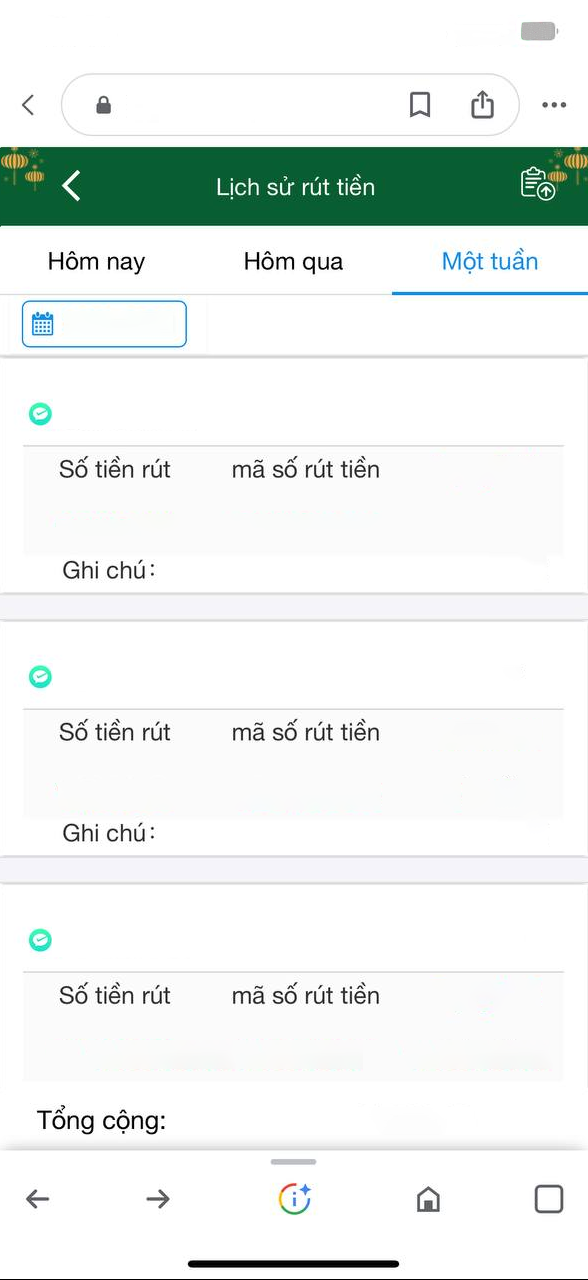 Lịch sử rút tiền
Hôm nay Hôm qua Một tuần
Số tiền rút mã số rút tiền
Ghi chú:
Số tiền rút mã số rút tiền
Ghi chú:
Số tiền rút mã số rút tiền
Tổng cộng: